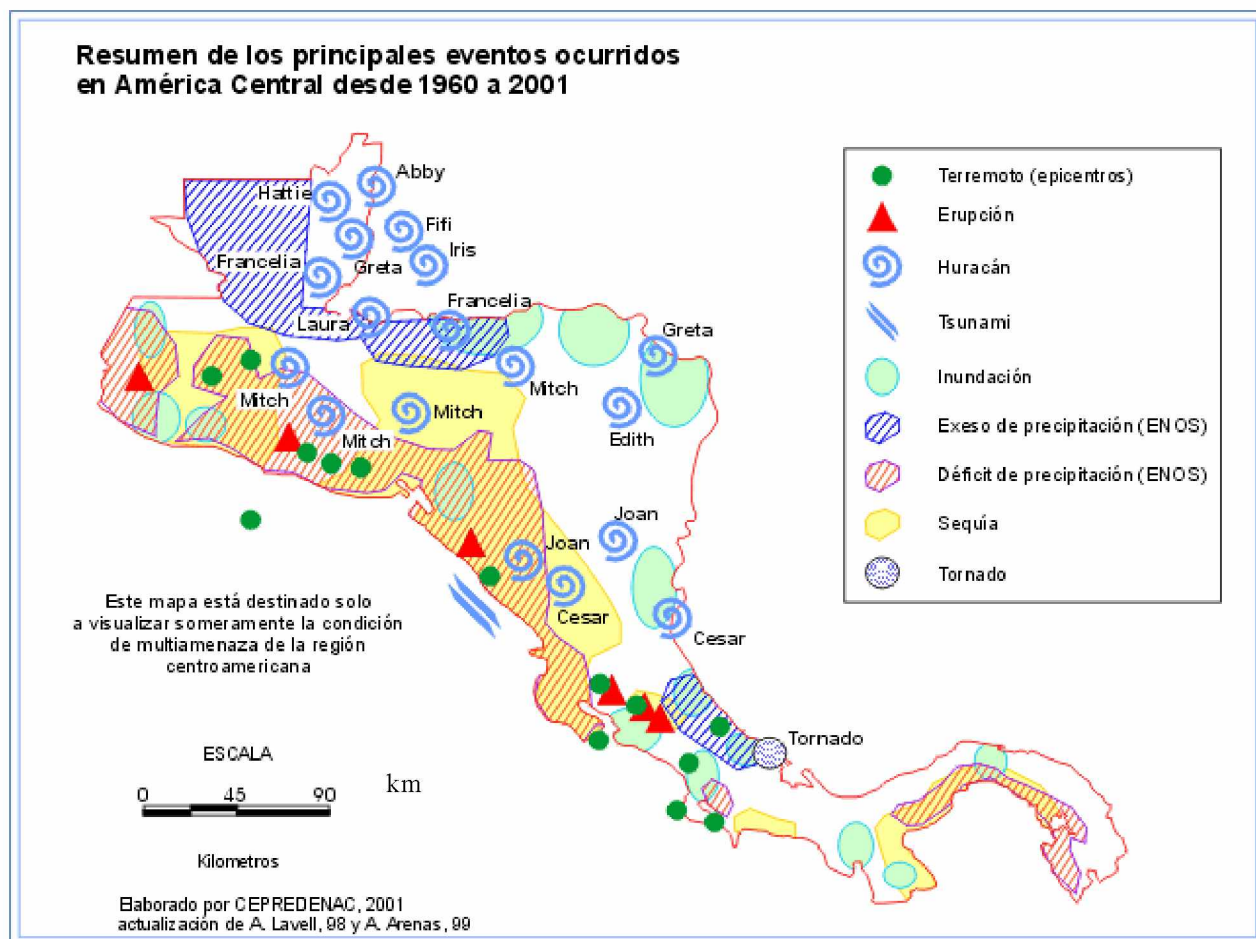 Resumen de los principales eventos ocurridos
en América Central desde 1960 a 2001
Abby
Hattie
Fifi
Iris
Francelia
Greta
Francelia
Laura
Greta
Mitch
Mitch
Mitch
Edith
Mitch
Joan
Joan
Cesar
Cesar
Tornado
Terremoto (epicentros)
Erupción
Huracán
Tsunami
Inundación
Exeso de precipitación (ENOS)
Déficit de precipitación (ENOS)
Sequía
Tornado
Este mapa está destinado solo
a visualizar someramente la condición
de multiamenaza de la región
centroamericana
ESCALA
km
0 45 90
Kilometros
Elaborado por CEPREDENAC, 2001
actualización de A. Lavell, 98 y A. Arenas, 99